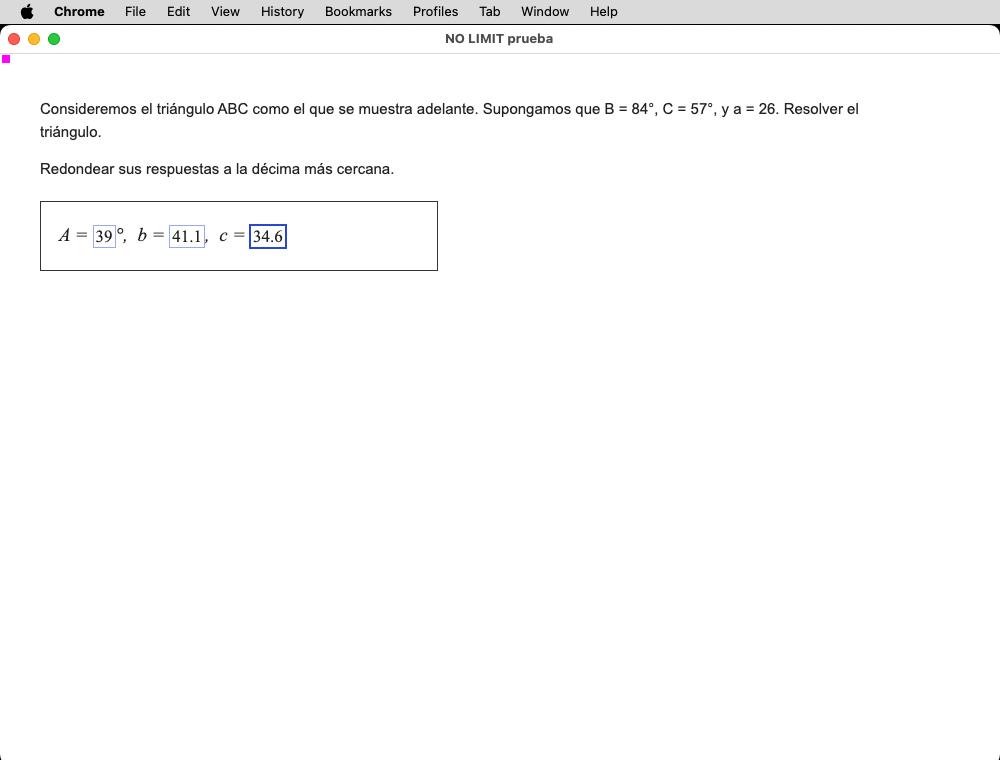 Chrome File Edit View History Bookmarks Profiles Tab Window Help
NO LIMIT prueba
Consideremos el triángulo ABC como el que se muestra adelante. Supongamos que B = 84°, C = 57°, y a = 26. Resolver el
triángulo.
Redondear sus respuestas a la décima más cercana.
A = 39°, b = 41.1, c = 34.6